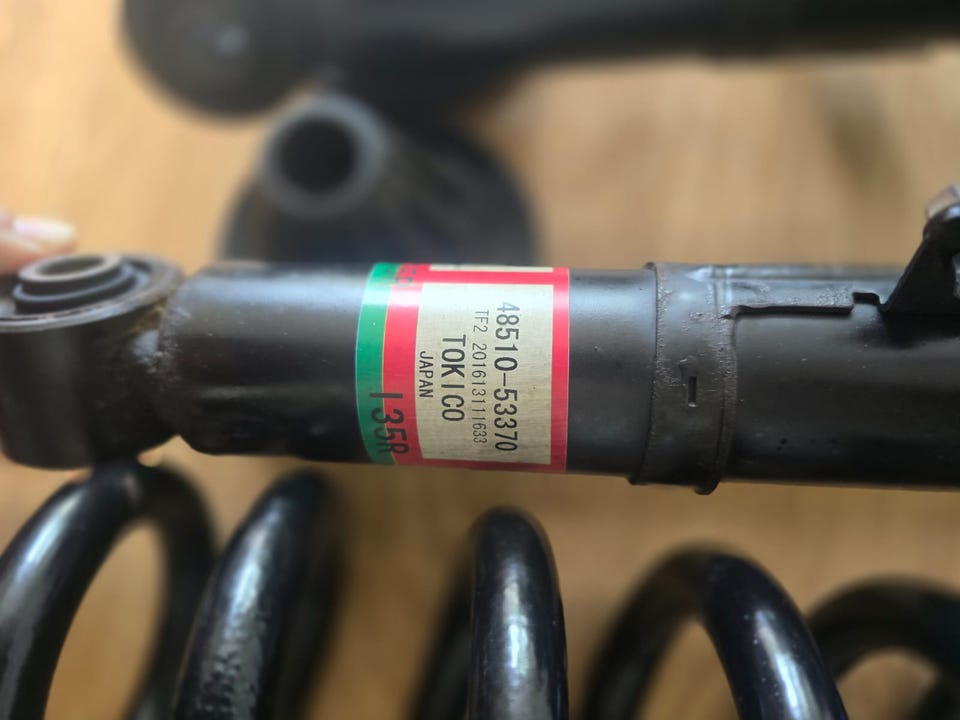 48510-53370
TF2 201613111633
TOKICO
JAPAN
135R